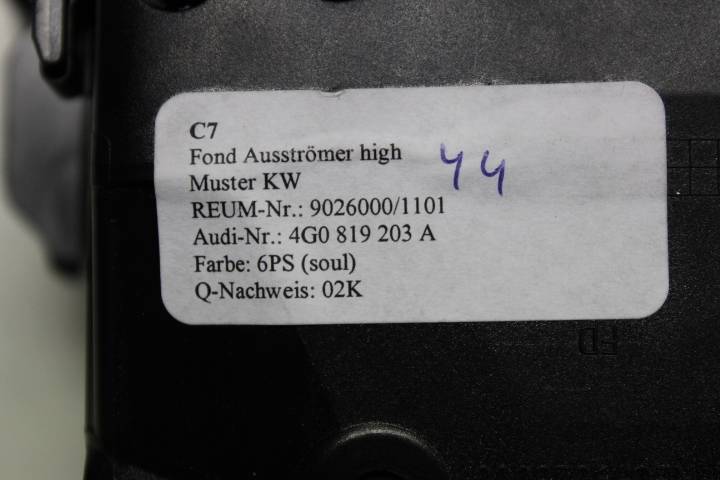 C7
Fond Ausströmer high
Muster KW
44
REUM-Nr.: 9026000/1101
Audi-Nr.: 4G0 819 203 A
Farbe: 6PS (soul)
Q-Nachweis: 02K